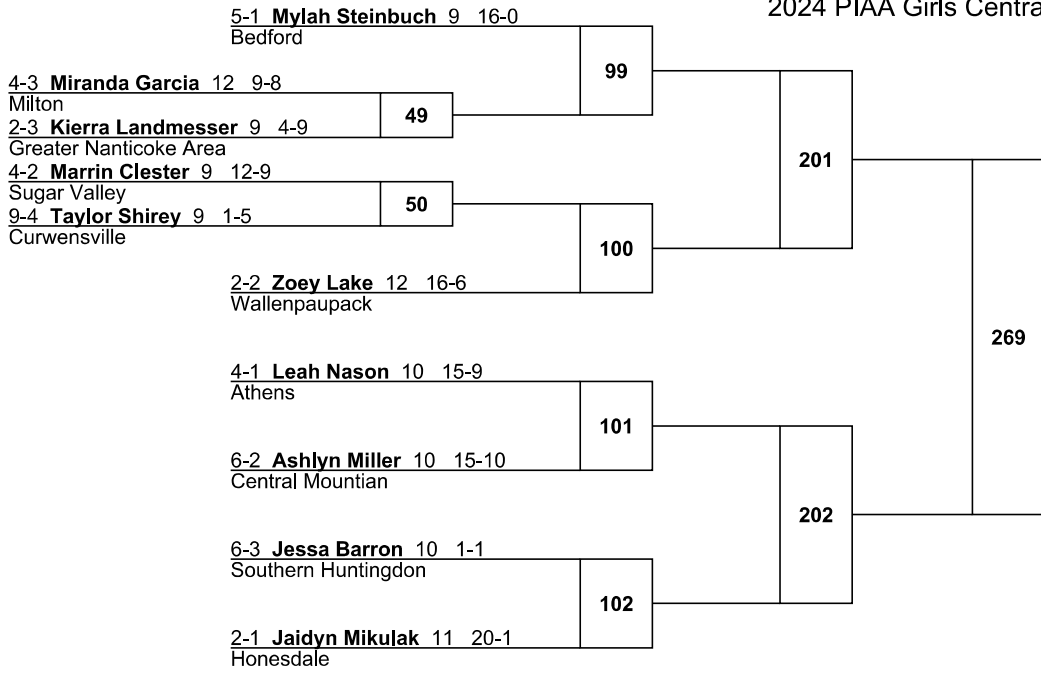 2024 PIAA Girls Centra
5-1 Mylah Steinbuch 9 16-0
Bedford
99
4-3 Miranda Garcia 12 9-8
Milton
49
2-3 Kierra Landmesser 9 4-9
Greater Nanticoke Area
201
4-2 Marrin Clester 9 12-9
Sugar Valley
50
9-4 Taylor Shirey 9 1-5
Curwensville
100
2-2 Zoey Lake 12 16-6
Wallenpaupack
269
4-1 Leah Nason 10 15-9
Athens
101
6-2 Ashlyn Miller 10 15-10
Central Mountian
202
6-3 Jessa Barron 10 1-1
Southern Huntingdon
102
2-1 Jaidyn Mikulak 11 20-1
Honesdale